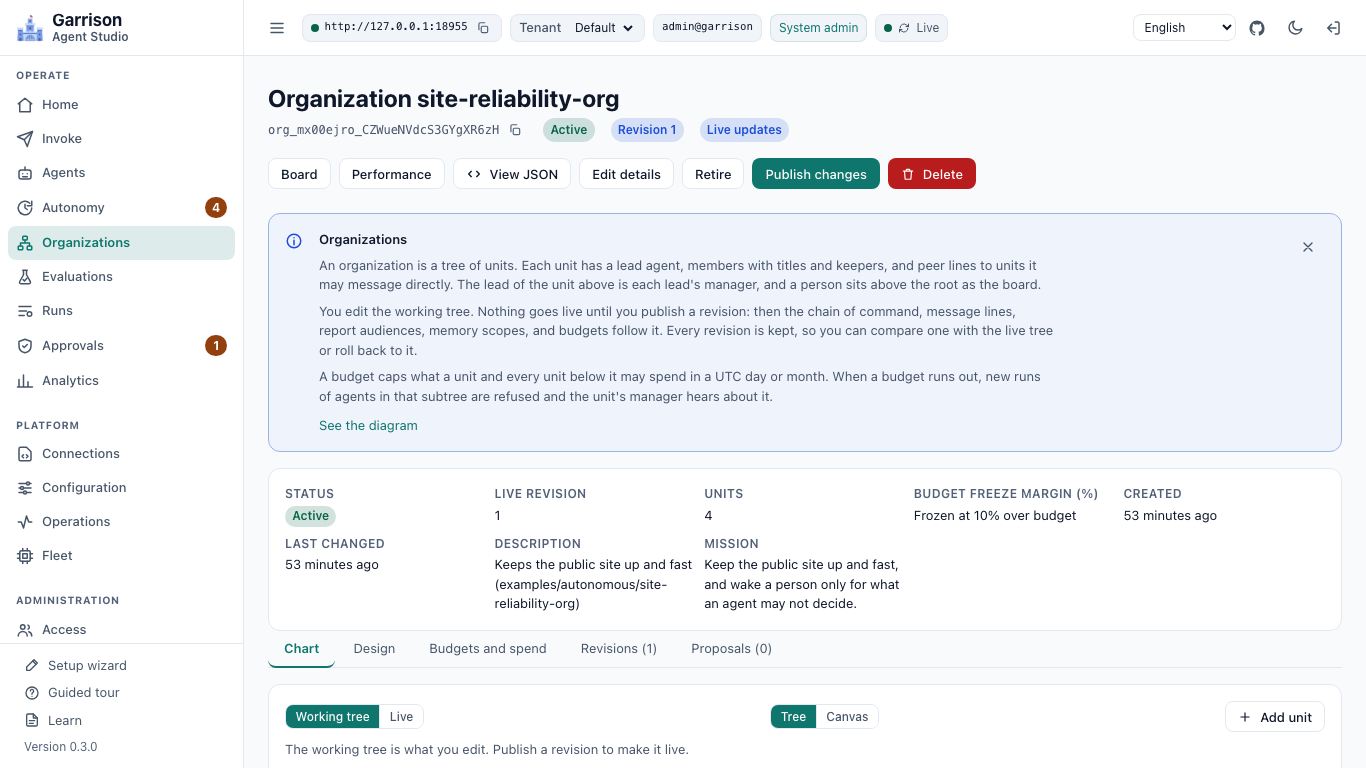 Garrison
Agent Studio
http://127.0.0.1:18955
Tenant Default
admin@garrison
System admin
Live
English
OPERATE
Home
Invoke
Agents
Autonomy 4
Organizations
Evaluations
Runs
Approvals 1
Analytics
PLATFORM
Connections
Configuration
Operations
Fleet
ADMINISTRATION
Access
Setup wizard
Guided tour
Learn
Version 0.3.0
Organization site-reliability-org
org_mx00ejro_CZWueNVdcS3GYgXR6zH Active Revision 1 Live updates
Board Performance View JSON Edit details Retire Publish changes Delete
Organizations
An organization is a tree of units. Each unit has a lead agent, members with titles and keepers, and peer lines to units it
may message directly. The lead of the unit above is each lead's manager, and a person sits above the root as the board.
You edit the working tree. Nothing goes live until you publish a revision: then the chain of command, message lines,
report audiences, memory scopes, and budgets follow it. Every revision is kept, so you can compare one with the live tree
or roll back to it.
A budget caps what a unit and every unit below it may spend in a UTC day or month. When a budget runs out, new runs
of agents in that subtree are refused and the unit's manager hears about it.
See the diagram
STATUS
Active
LIVE REVISION
1
UNITS
4
BUDGET FREEZE MARGIN (%)
Frozen at 10% over budget
CREATED
53 minutes ago
LAST CHANGED
53 minutes ago
DESCRIPTION
Keeps the public site up and fast
(examples/autonomous/site-
reliability-org)
MISSION
Keep the public site up and fast,
and wake a person only for what
an agent may not decide.
Chart Design Budgets and spend Revisions (1) Proposals (0)
Working tree Live Tree Canvas Add unit
The working tree is what you edit. Publish a revision to make it live.